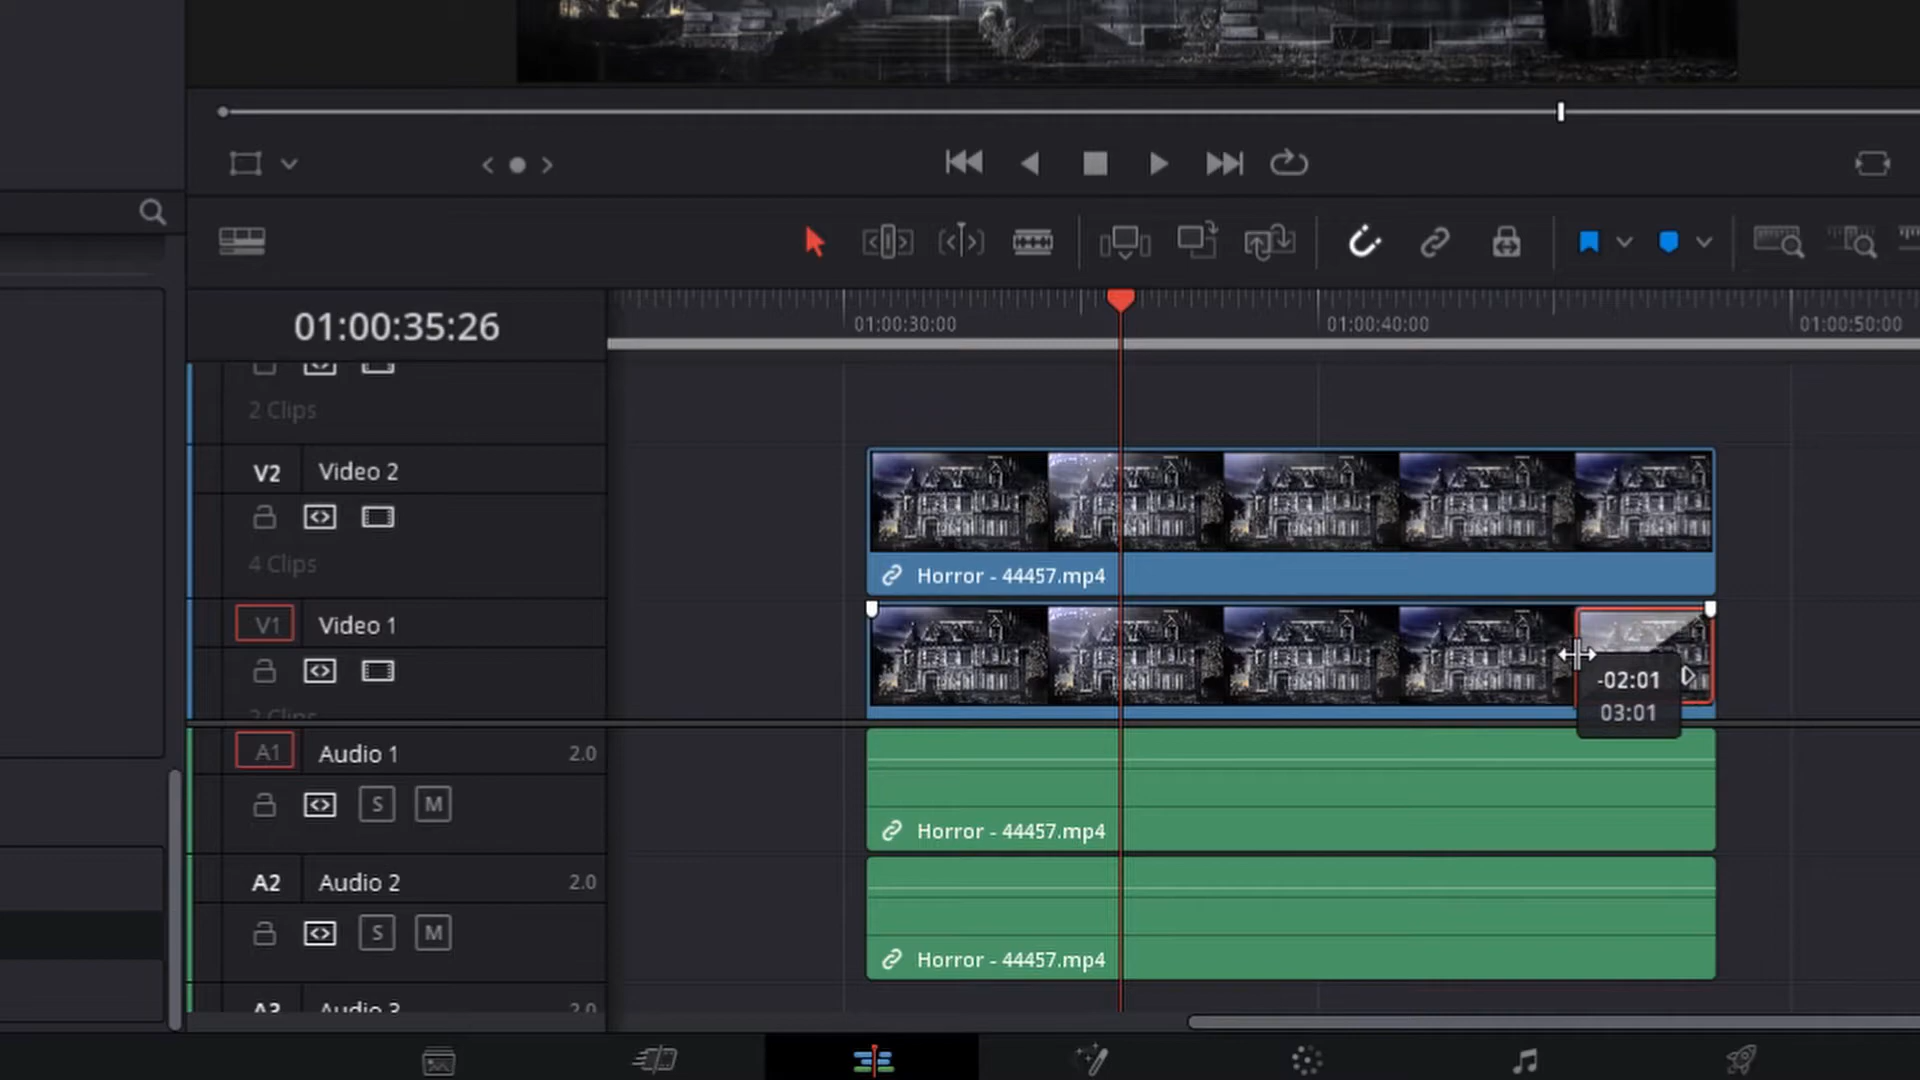 01:00:35:26
01:00:30:00
01:00:40:00
01:00:50:00
2 Clips
V2 Video 2
4 Clips
Horror - 44457.mp4
V1 Video 1
-02:01
03:01
A1 Audio 1 2.0
S M
Horror - 44457.mp4
A2 Audio 2 2.0
S M
Horror - 44457.mp4
A3 Audio 3 2.0